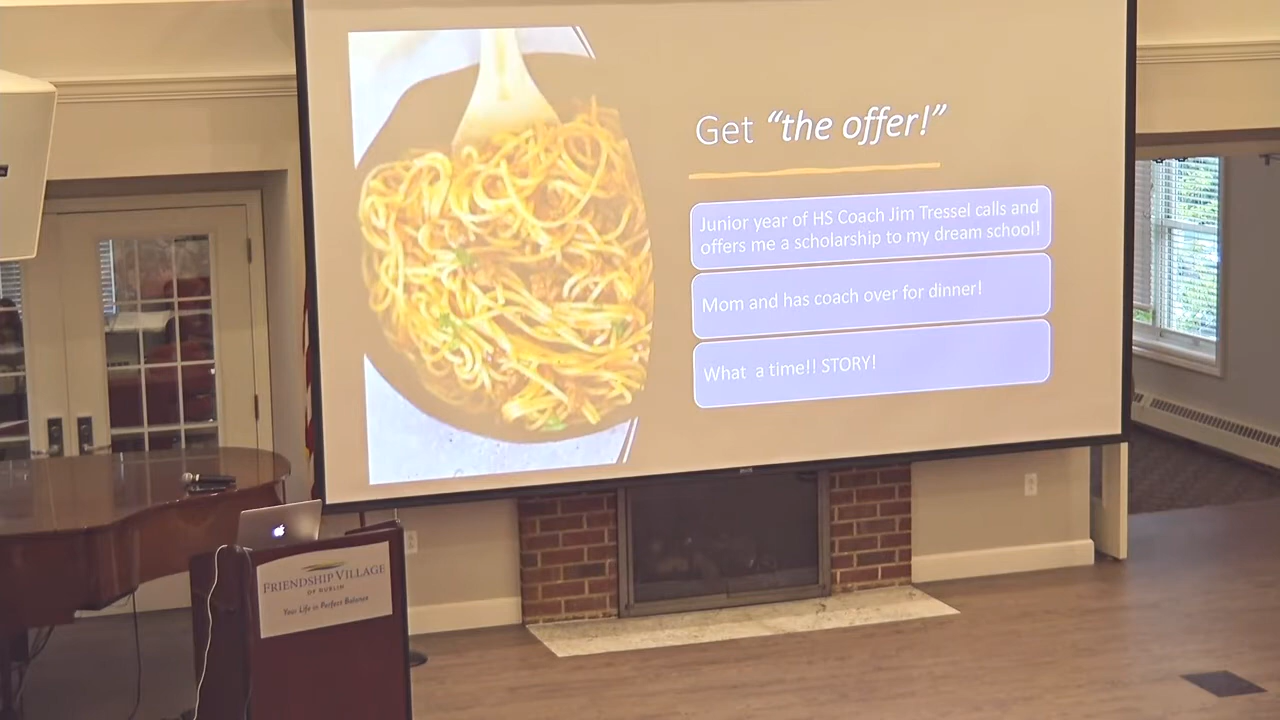 Get “the offer!”
Junior year of HS Coach Jim Tressel calls and
offers me a scholarship to my dream school!
Mom and has coach over for dinner!
What a time!! STORY!
FRIENDSHIP VILLAGE
OF DUBLIN
Your Life in Perfect Balance